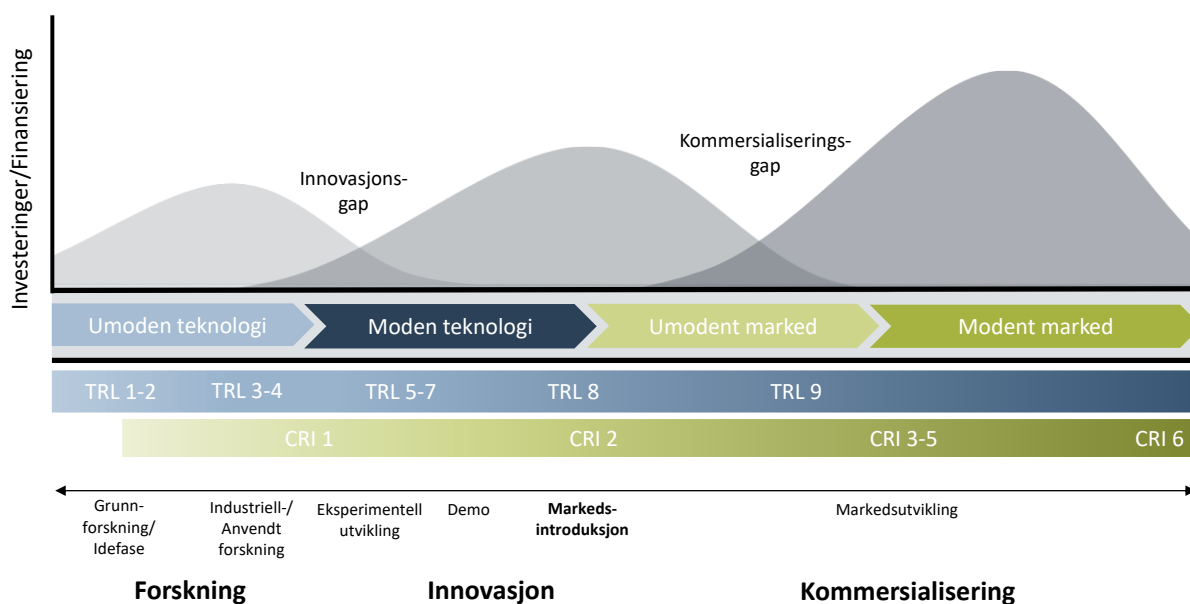 Investeringer/Finansiering
Innovasjons-
gap
Kommersialiserings-
gap
Umoden teknologi
Moden teknologi
Umodent marked
Modent marked
TRL 1-2
TRL 3-4
TRL 5-7
TRL 8
TRL 9
CRI 1
CRI 2
CRI 3-5
CRI 6
Grunn-
forskning/
Idefase
Industriell-/
Anvendt
forskning
Eksperimentell
utvikling
Demo
Markeds-
introduksjon
Markedsutvikling
Forskning
Innovasjon
Kommersialisering